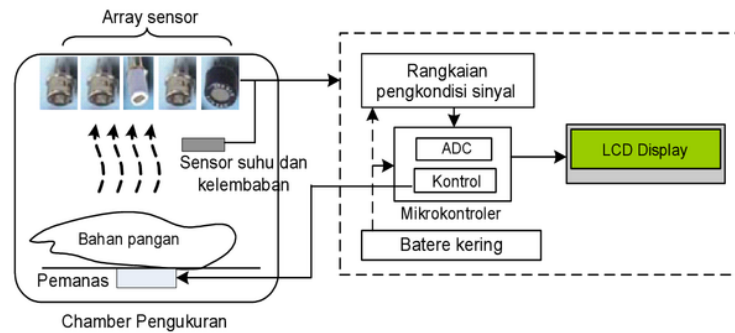 Array sensor
Sensor suhu dan
kelembaban
Bahan pangan
Pemanas
Chamber Pengukuran
Rangkaian
pengkondisi sinyal
ADC
Kontrol
Mikrokontroler
Batere kering
LCD Display